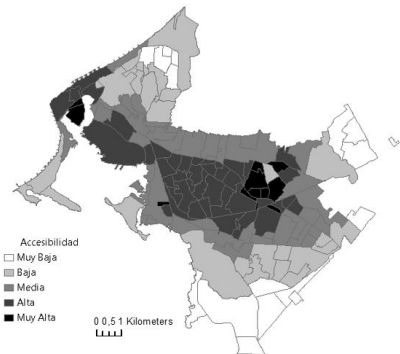 Accesibilidad
Muy Baja
Baja
Media
Alta
Muy Alta
0 0,5 1 Kilometers